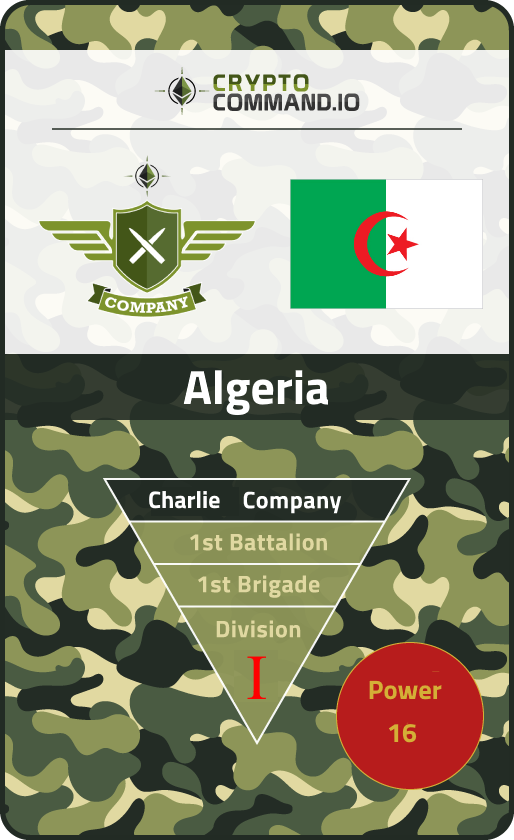 CRYPTO
COMMAND.IO
COMPANY
Algeria
Charlie Company
1st Battalion
1st Brigade
Division
I
Power
16